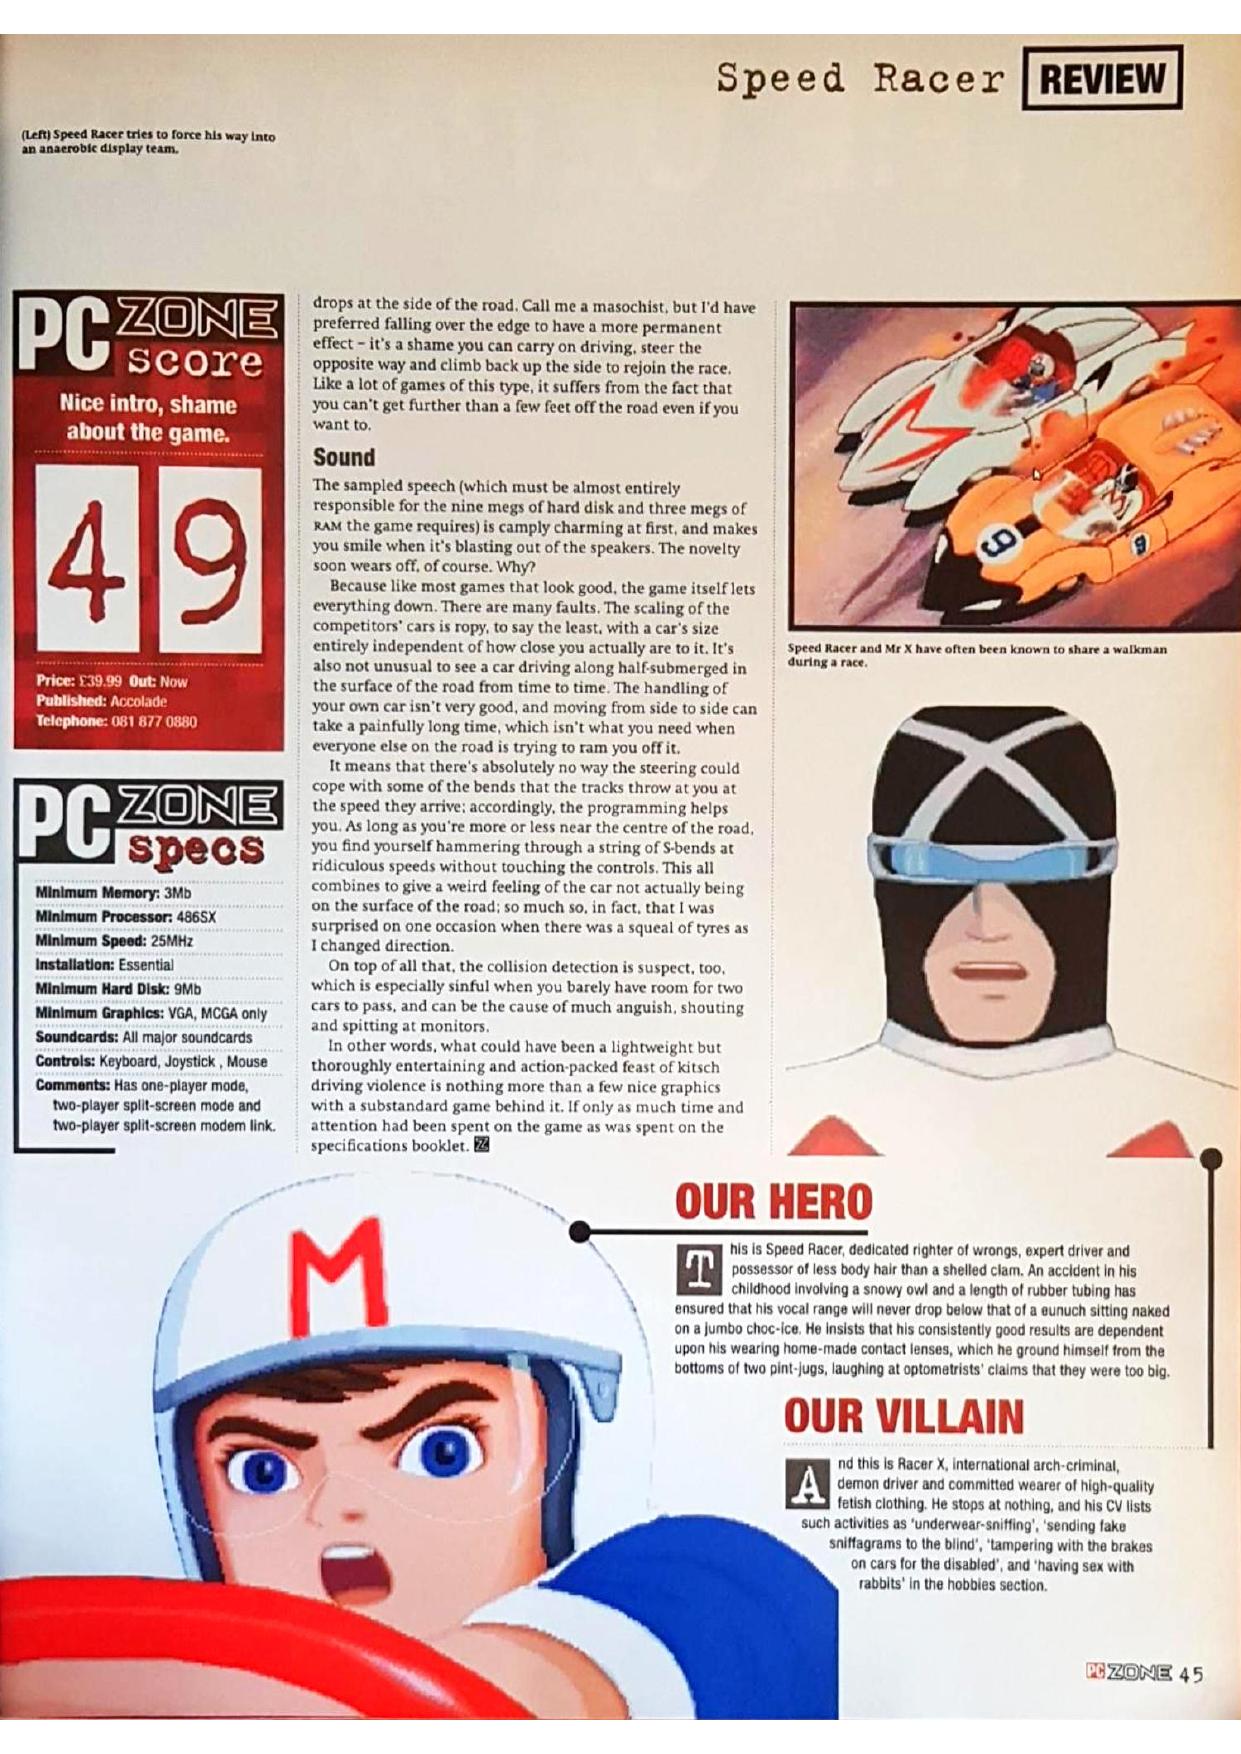 Speed Racer REVIEW
(Left) Speed Racer tries to force his way into
an anaerobic display team.
PC ZONE
score
Nice intro, shame
about the game.
49
Price: £39.99 Out: Now
Published: Accolade
Telephone: 081 877 0880
PC ZONE
specs
Minimum Memory: 3Mb
Minimum Processor: 486SX
Minimum Speed: 25MHz
Installation: Essential
Minimum Hard Disk: 9Mb
Minimum Graphics: VGA, MCGA only
Soundcards: All major soundcards
Controls: Keyboard, Joystick , Mouse
Comments: Has one-player mode,
two-player split-screen mode and
two-player split-screen modem link.
drops at the side of the road. Call me a masochist, but I'd have
preferred falling over the edge to have a more permanent
effect – it's a shame you can carry on driving, steer the
opposite way and climb back up the side to rejoin the race.
Like a lot of games of this type, it suffers from the fact that
you can't get further than a few feet off the road even if you
want to.
Sound
The sampled speech (which must be almost entirely
responsible for the nine megs of hard disk and three megs of
RAM the game requires) is camply charming at first, and makes
you smile when it's blasting out of the speakers. The novelty
soon wears off, of course. Why?
Because like most games that look good, the game itself lets
everything down. There are many faults. The scaling of the
competitors' cars is ropy, to say the least, with a car's size
entirely independent of how close you actually are to it. It's
also not unusual to see a car driving along half-submerged in
the surface of the road from time to time. The handling of
your own car isn't very good, and moving from side to side can
take a painfully long time, which isn't what you need when
everyone else on the road is trying to ram you off it.
It means that there's absolutely no way the steering could
cope with some of the bends that the tracks throw at you at
the speed they arrive; accordingly, the programming helps
you. As long as you're more or less near the centre of the road,
you find yourself hammering through a string of S-bends at
ridiculous speeds without touching the controls. This all
combines to give a weird feeling of the car not actually being
on the surface of the road; so much so, in fact, that I was
surprised on one occasion when there was a squeal of tyres as
I changed direction.
On top of all that, the collision detection is suspect, too,
which is especially sinful when you barely have room for two
cars to pass, and can be the cause of much anguish, shouting
and spitting at monitors.
In other words, what could have been a lightweight but
thoroughly entertaining and action-packed feast of kitsch
driving violence is nothing more than a few nice graphics
with a substandard game behind it. If only as much time and
attention had been spent on the game as was spent on the
specifications booklet. Z
9
9
Speed Racer and Mr X have often been known to share a walkman
during a race.
M
OUR HERO
This is Speed Racer, dedicated righter of wrongs, expert driver and
possessor of less body hair than a shelled clam. An accident in his
childhood involving a snowy owl and a length of rubber tubing has
ensured that his vocal range will never drop below that of a eunuch sitting naked
on a jumbo choc-ice. He insists that his consistently good results are dependent
upon his wearing home-made contact lenses, which he ground himself from the
bottoms of two pint-jugs, laughing at optometrists' claims that they were too big.
OUR VILLAIN
And this is Racer X, international arch-criminal,
demon driver and committed wearer of high-quality
fetish clothing. He stops at nothing, and his CV lists
such activities as 'underwear-sniffing', 'sending fake
sniffagrams to the blind', 'tampering with the brakes
on cars for the disabled', and 'having sex with
rabbits' in the hobbies section.
PC ZONE 45